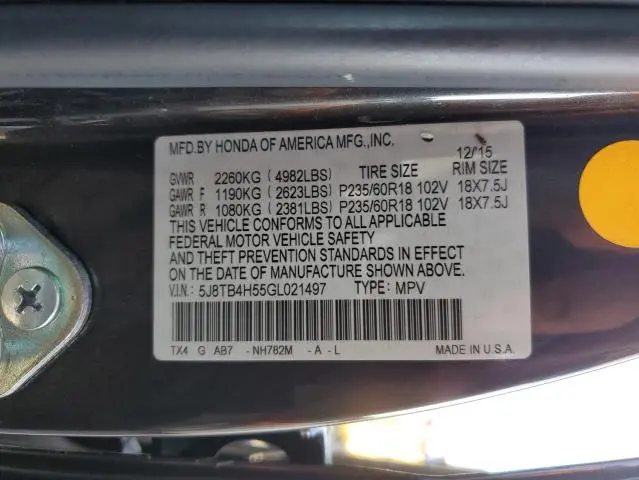 MFD.BY HONDA OF AMERICA MFG.,INC. 12/15
GVWR 2260KG ( 4982LBS) TIRE SIZE RIM SIZE
GAWR F 1190KG ( 2623LBS) P235/60R18 102V 18X7.5J
GAWR R 1080KG ( 2381LBS) P235/60R18 102V 18X7.5J
THIS VEHICLE CONFORMS TO ALL APPLICABLE
FEDERAL MOTOR VEHICLE SAFETY
AND THEFT PREVENTION STANDARDS IN EFFECT
ON THE DATE OF MANUFACTURE SHOWN ABOVE.
V.I.N.: 5J8TB4H55GL021497 TYPE: MPV
TX4 G AB7 - NH782M - A - L MADE IN U.S.A.